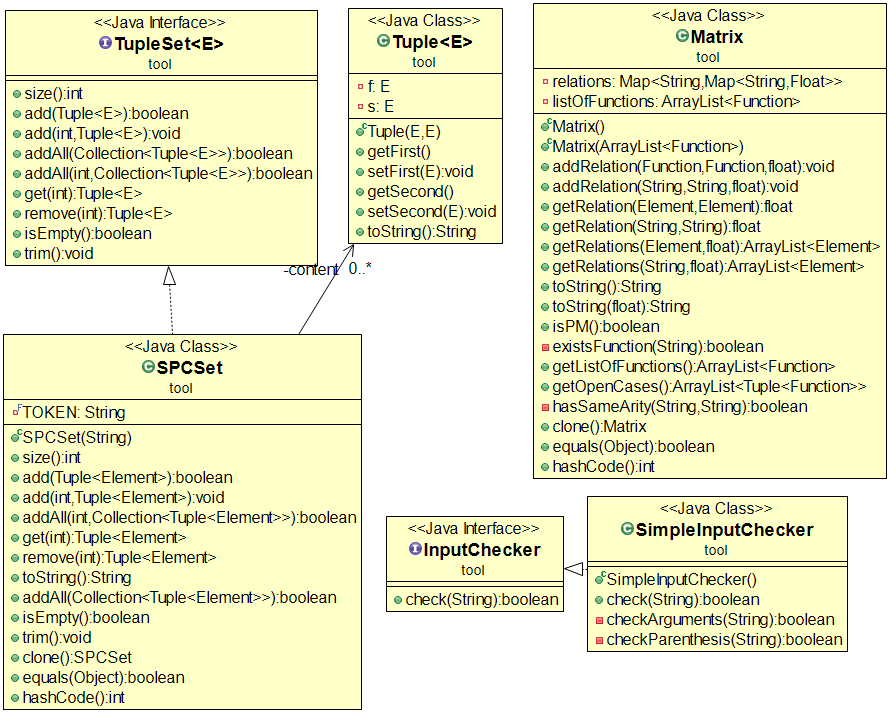 <<Java Interface>>
TupleSet<E>
tool
size():int
add(Tuple<E>):boolean
add(int,Tuple<E>):void
addAll(Collection<Tuple<E>>):boolean
addAll(int,Collection<Tuple<E>>):boolean
get(int):Tuple<E>
remove(int):Tuple<E>
isEmpty():boolean
trim():void
<<Java Class>>
Tuple<E>
tool
f: E
s: E
Tuple(E,E)
getFirst()
setFirst(E):void
getSecond()
setSecond(E):void
toString():String
<<Java Class>>
Matrix
tool
relations: Map<String,Map<String,Float>>
listOfFunctions: ArrayList<Function>
Matrix()
Matrix(ArrayList<Function>)
addRelation(Function,Function,float):void
addRelation(String,String,float):void
getRelation(Element,Element):float
getRelation(String,String):float
getRelations(Element,float):ArrayList<Element>
getRelations(String,float):ArrayList<Element>
toString():String
toString(float):String
isPM():boolean
existsFunction(String):boolean
getListOfFunctions():ArrayList<Function>
getOpenCases():ArrayList<Tuple<Function>>
hasSameArity(String,String):boolean
clone():Matrix
equals(Object):boolean
hashCode():int
-content 0..*
<<Java Class>>
SPCSet
tool
TOKEN: String
SPCSet(String)
size():int
add(Tuple<Element>):boolean
add(int,Tuple<Element>):void
addAll(int,Collection<Tuple<Element>>):boolean
get(int):Tuple<Element>
remove(int):Tuple<Element>
toString():String
addAll(Collection<Tuple<Element>>):boolean
isEmpty():boolean
trim():void
clone():SPCSet
equals(Object):boolean
hashCode():int
<<Java Interface>>
InputChecker
tool
check(String):boolean
<<Java Class>>
SimpleInputChecker
tool
SimpleInputChecker()
check(String):boolean
checkArguments(String):boolean
checkParenthesis(String):boolean